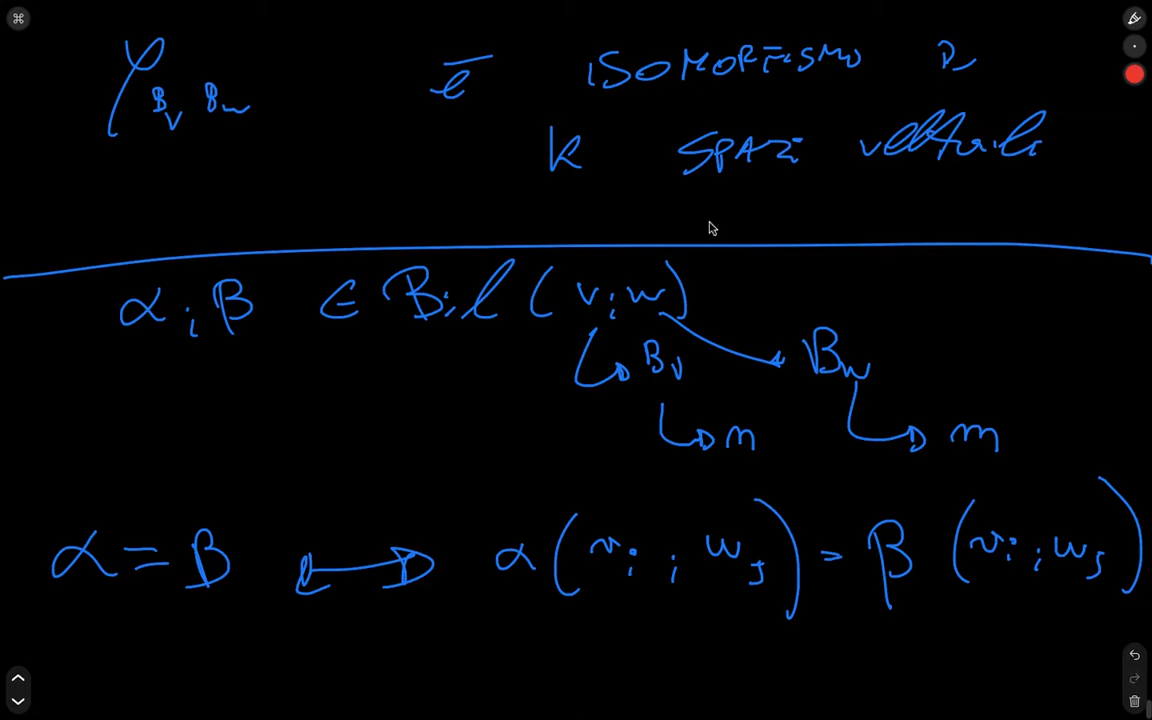 φ_{B_V B_W} è ISOMORFISMO DI
K SPAZI vettoriali
α, β ∈ Bil (V, W)
↳ B_V → B_W
↳ n ↳ m
α = β ⟷ α(v_i, w_j) = β(v_i, w_j)